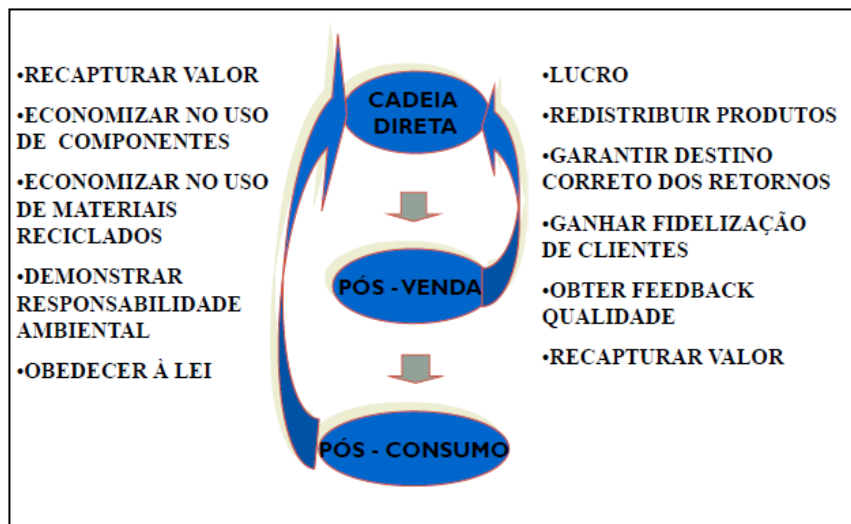 •RECAPTURAR VALOR
•ECONOMIZAR NO USO
DE COMPONENTES
•ECONOMIZAR NO USO
DE MATERIAIS
RECICLADOS
•DEMONSTRAR
RESPONSABILIDADE
AMBIENTAL
•OBEDECER À LEI
CADEIA
DIRETA
PÓS - VENDA
PÓS - CONSUMO
•LUCRO
•REDISTRIBUIR PRODUTOS
•GARANTIR DESTINO
CORRETO DOS RETORNOS
•GANHAR FIDELIZAÇÃO
DE CLIENTES
•OBTER FEEDBACK
QUALIDADE
•RECAPTURAR VALOR